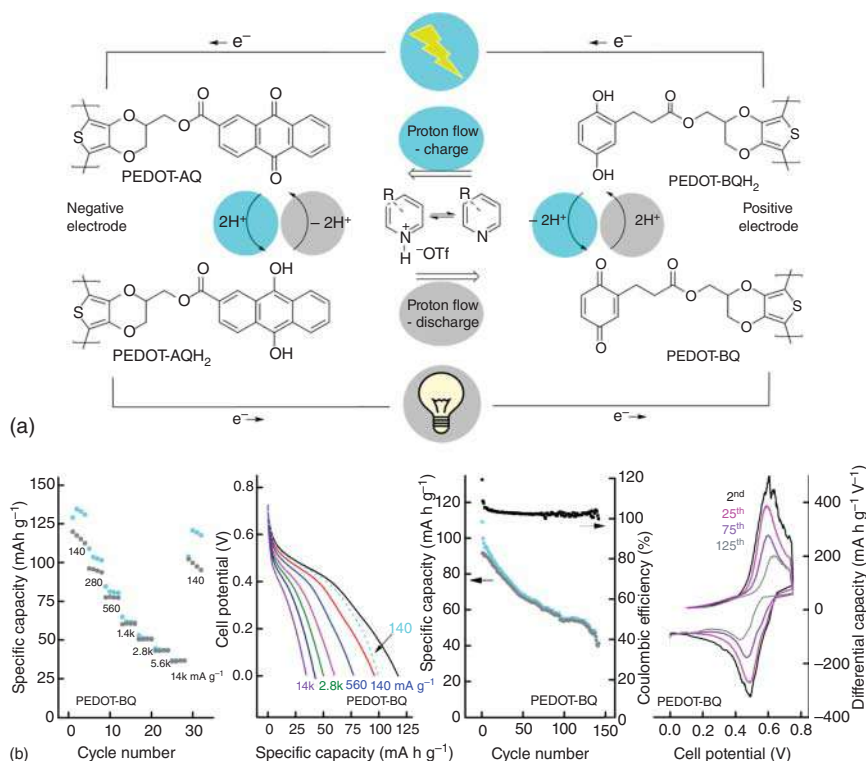 e⁻
e⁻
O
O
O
O
O
S
O
PEDOT-AQ
Proton flow
- charge
OH
OH
O
O
O
O
S
PEDOT-BQH₂
Negative
electrode
2H⁺
– 2H⁺
R
N
+
H
⁻OTf
R
N
– 2H⁺
2H⁺
Positive
electrode
O
O
O
O
S
OH
OH
PEDOT-AQH₂
Proton flow
- discharge
O
O
O
O
O
O
S
PEDOT-BQ
(a)
e⁻
e⁻
Specific capacity (mAh g⁻¹)
150
125
100
75
50
25
0
140
280
560
1.4k
2.8k
5.6k
14k mA g⁻¹
140
PEDOT-BQ
0
10
20
30
Cycle number
Cell potential (V)
0.8
0.6
0.4
0.2
0.0
140
14k
2.8k
560
140 mA g⁻¹
PEDOT-BQ
0
25
50
75
100
125
Specific capacity (mA h g⁻¹)
Specific capacity (mA h g⁻¹)
120
100
80
60
40
20
0
120
100
80
60
40
20
0
Coulombic efficiency (%)
PEDOT-BQ
0
50
100
150
Cycle number
2nd
25th
75th
125th
400
200
0
−200
−400
Differential capacity (mA h g⁻¹ V⁻¹)
PEDOT-BQ
0.0
0.2
0.4
0.6
0.8
Cell potential (V)
(b)